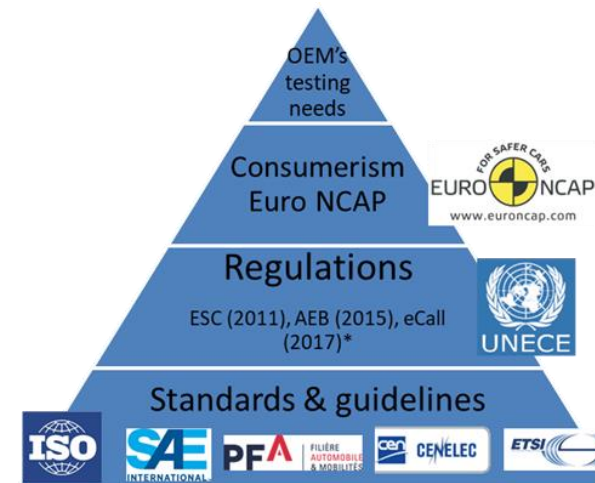 OEM's
testing
needs
Consumerism
Euro NCAP
FOR SAFER CARS
EURO NCAP
www.euroncap.com
Regulations
ESC (2011), AEB (2015), eCall
(2017)*
UNECE
Standards & guidelines
ISO
SAE
INTERNATIONAL
PFA
FILIÈRE
AUTOMOBILE
& MOBILITÉS
cen
CENELEC
ETSI